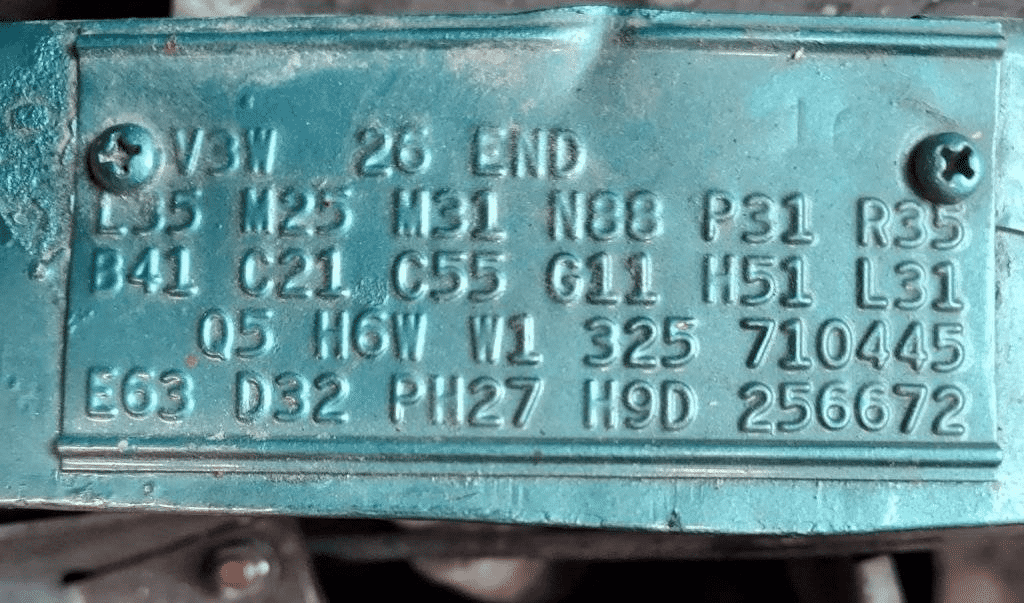 V3W 26 END
L35 M25 M31 N88 P31 R35
B41 C21 C55 G11 H51 L31
Q5 H6W W1 325 710445
E63 D32 PH27 H9D 256672